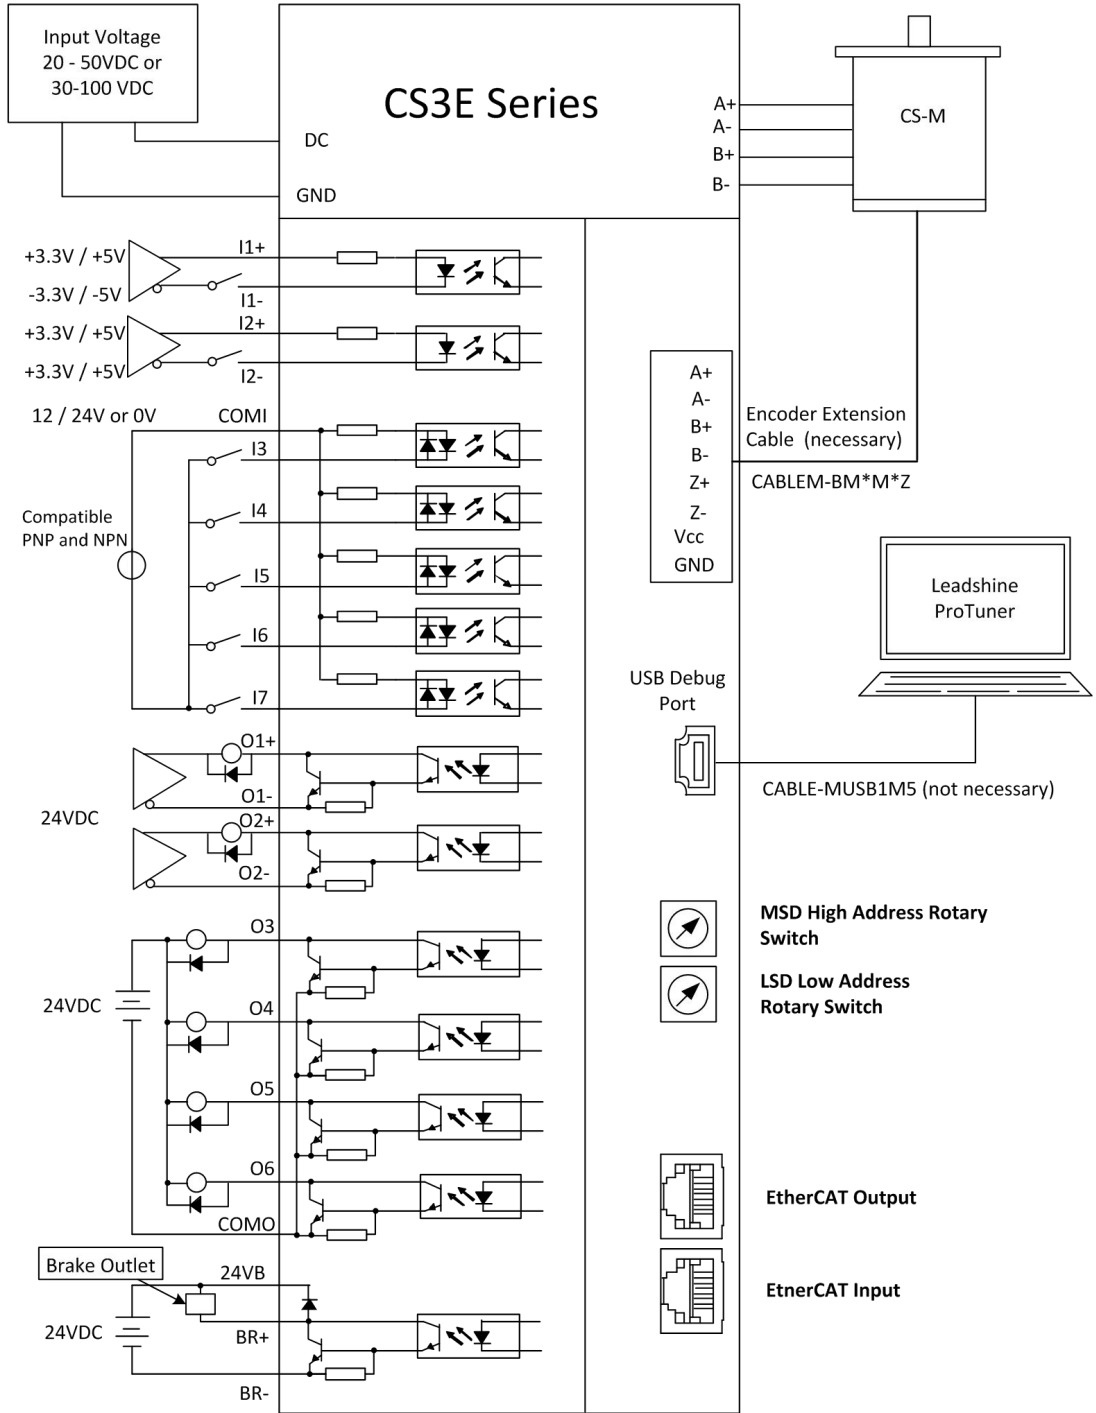 Input Voltage
20 - 50VDC or
30-100 VDC
CS3E Series
DC
GND
A+
A-
B+
B-
CS-M
+3.3V / +5V
I1+
-3.3V / -5V
I1-
+3.3V / +5V
I2+
+3.3V / +5V
I2-
12 / 24V or 0V
COMI
I3
I4
Compatible
PNP and NPN
I5
I6
I7
A+
A-
B+
B-
Z+
Z-
Vcc
GND
Encoder Extension
Cable (necessary)
CABLEM-BM*M*Z
Leadshine
ProTuner
USB Debug
Port
CABLE-MUSB1M5 (not necessary)
O1+
O1-
24VDC
O2+
O2-
MSD High Address Rotary
Switch
LSD Low Address
Rotary Switch
O3
24VDC
O4
O5
O6
COMO
EtherCAT Output
EtnerCAT Input
Brake Outlet
24VB
24VDC
BR+
BR-